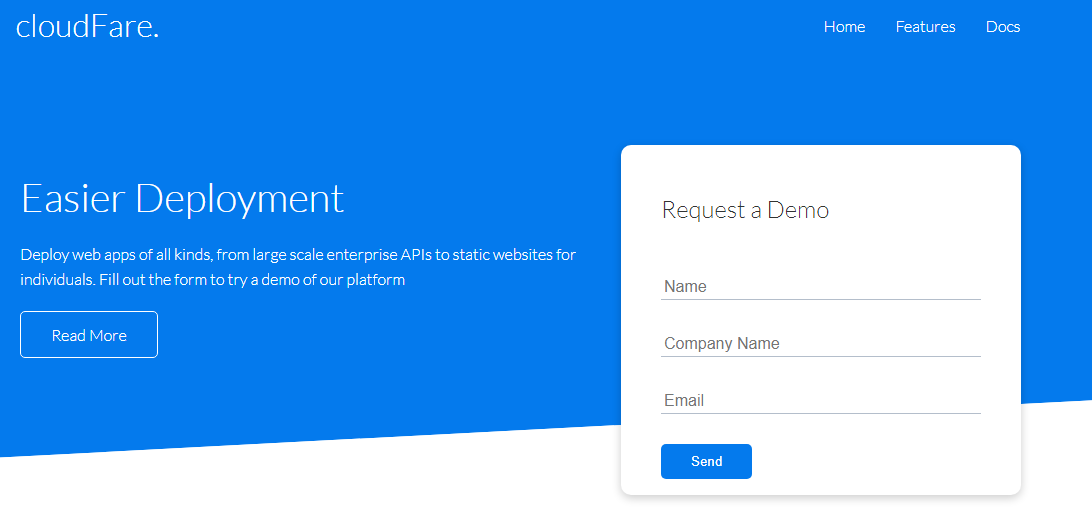 cloudFare.
Home Features Docs
Easier Deployment
Deploy web apps of all kinds, from large scale enterprise APIs to static websites for
individuals. Fill out the form to try a demo of our platform
Read More
Request a Demo
Name
Company Name
Email
Send